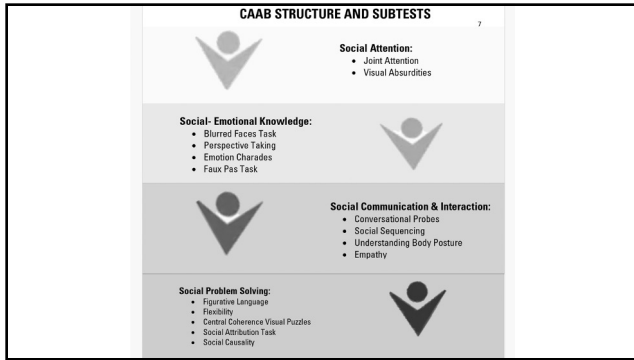 CAAB STRUCTURE AND SUBTESTS
7
Social Attention:
• Joint Attention
• Visual Absurdities
Social- Emotional Knowledge:
• Blurred Faces Task
• Perspective Taking
• Emotion Charades
• Faux Pas Task
Social Communication & Interaction:
• Conversational Probes
• Social Sequencing
• Understanding Body Posture
• Empathy
Social Problem Solving:
• Figurative Language
• Flexibility
• Central Coherence Visual Puzzles
• Social Attribution Task
• Social Causality